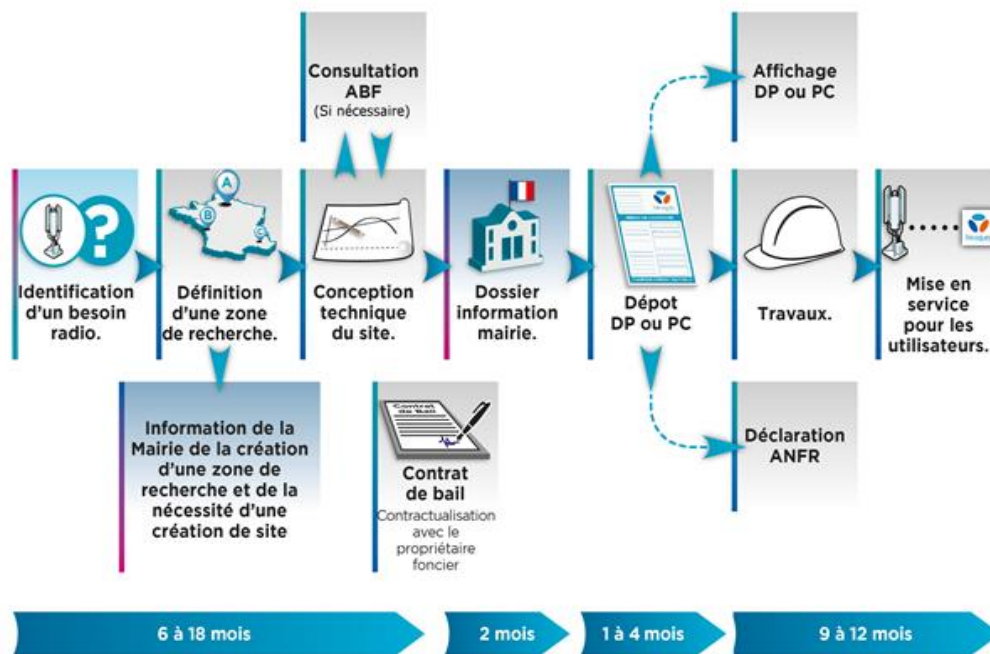 Consultation
ABF
(Si nécessaire)
Affichage
DP ou PC
Identification
d'un besoin
radio.
A
B
C
Définition
d'une zone
de recherche.
Conception
technique
du site.
Dossier
information
mairie.
Dépot
DP ou PC
Travaux.
Mise en
service
pour les
utilisateurs.
Information de la
Mairie de la création
d'une zone de
recherche et de la
nécessité d'une
création de site
Contrat
de Bail
Contrat
de bail
Contractualisation
avec le
propriétaire
foncier
Déclaration
ANFR
6 à 18 mois
2 mois
1 à 4 mois
9 à 12 mois